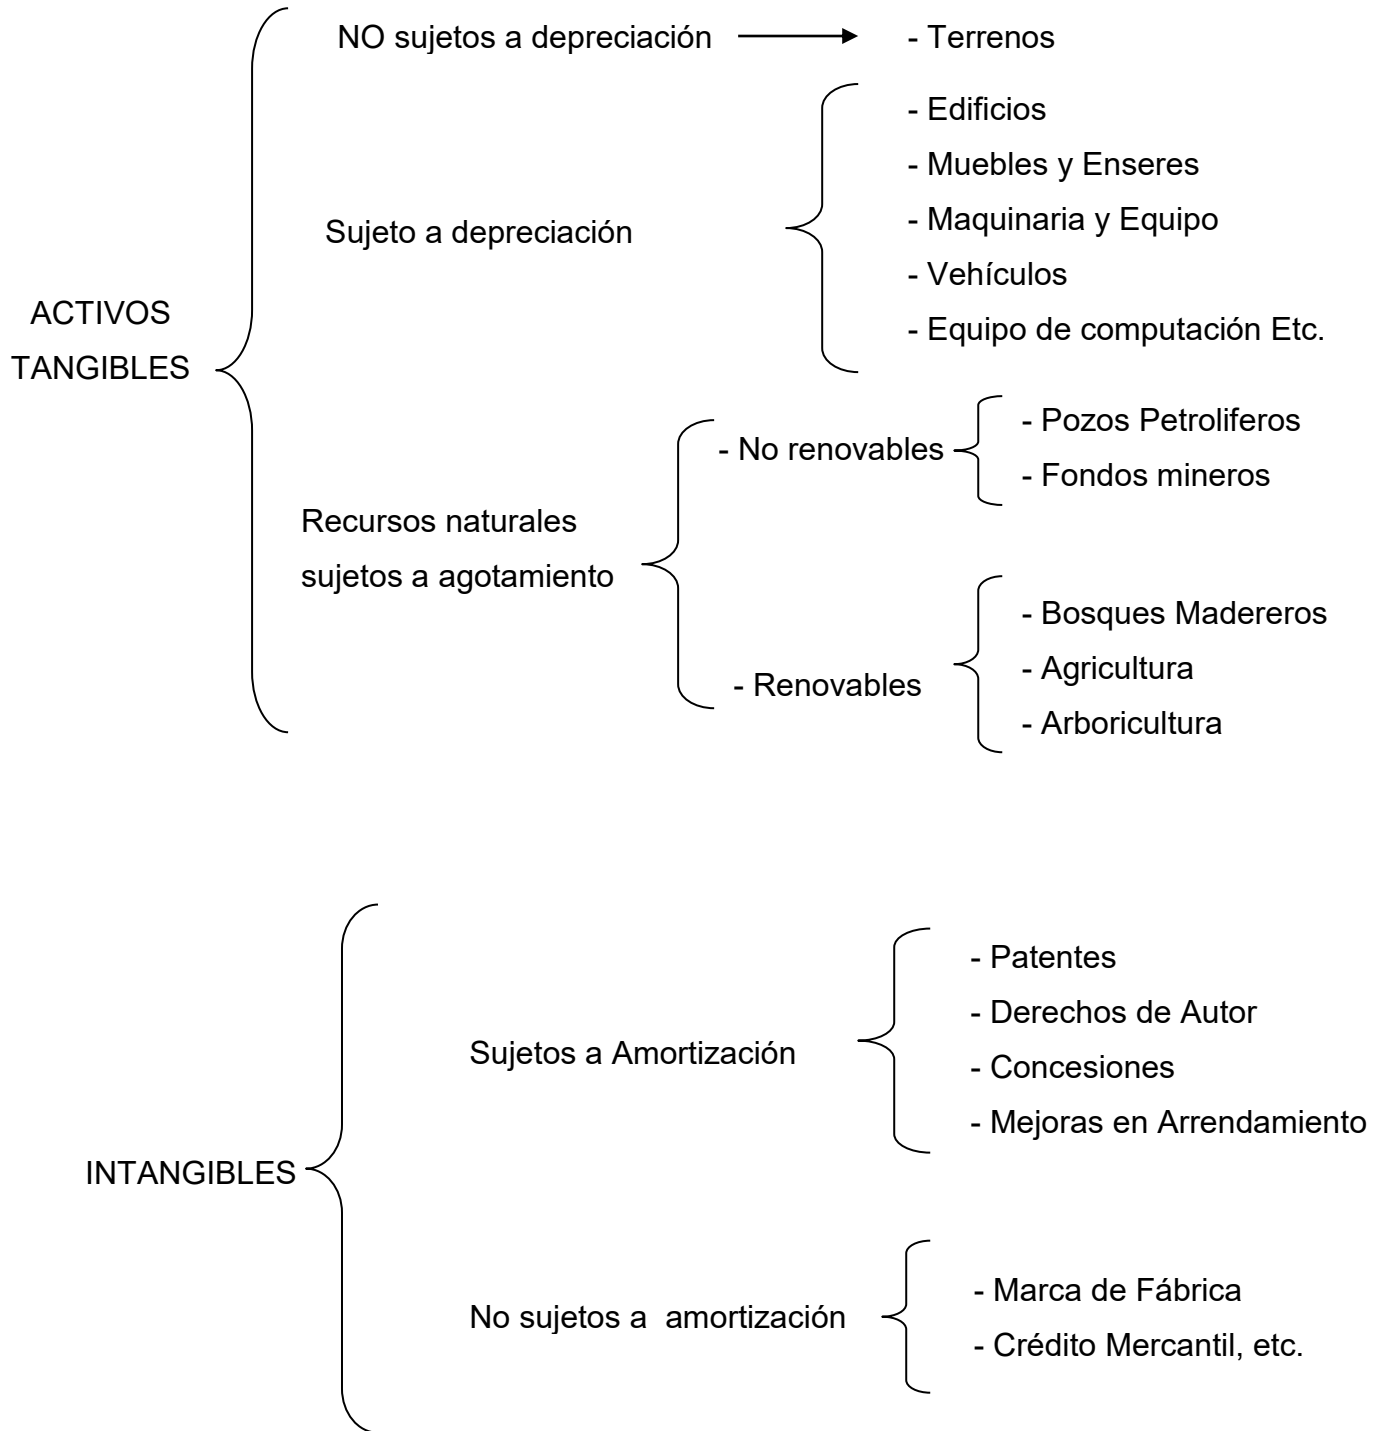 NO sujetos a depreciación
- Terrenos
Sujeto a depreciación
- Edificios
- Muebles y Enseres
- Maquinaria y Equipo
- Vehículos
- Equipo de computación Etc.
ACTIVOS
TANGIBLES
Recursos naturales
sujetos a agotamiento
- No renovables
- Pozos Petroliferos
- Fondos mineros
- Renovables
- Bosques Madereros
- Agricultura
- Arboricultura
INTANGIBLES
Sujetos a Amortización
- Patentes
- Derechos de Autor
- Concesiones
- Mejoras en Arrendamiento
No sujetos a  amortización
- Marca de Fábrica
- Crédito Mercantil, etc.